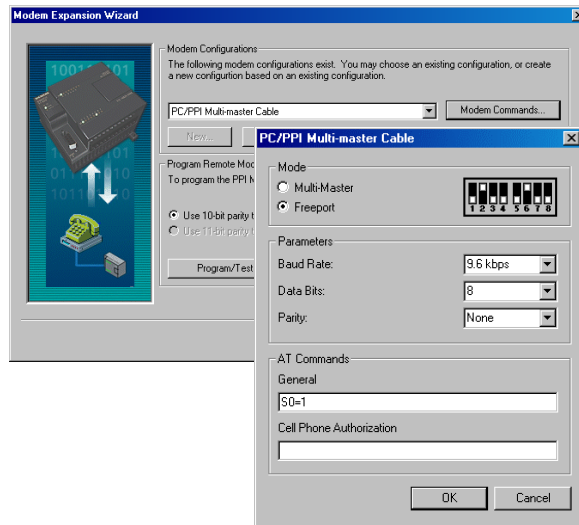 Modem Expansion Wizard
Modem Configurations
The following modem configurations exist. You may choose an existing configuration, or create
a new configurtion based on an existing configuration.
PC/PPI Multi-master Cable
Modem Commands...
New...
Program Remote Mod
To program the PPI M
Use 10-bit parity t
Use 11-bit parity t
Program/Test
PC/PPI Multi-master Cable
Mode
Multi-Master
Freeport
1 2 3 4 5 6 7 8
Parameters
Baud Rate:
9.6 kbps
Data Bits:
8
Parity:
None
AT Commands
General
S0=1
Cell Phone Authorization
OK
Cancel